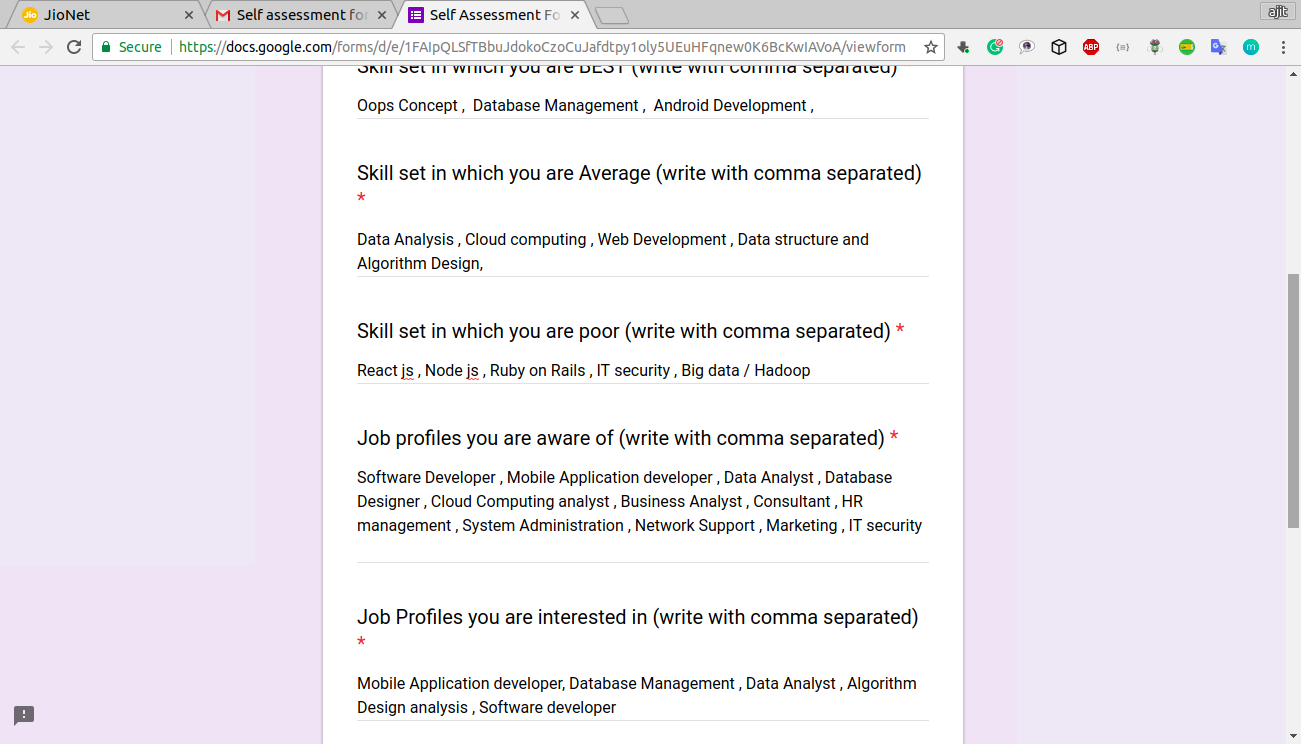 JioNet
Self assessment for
Self Assessment Fo
ajit
Secure
https://docs.google.com/forms/d/e/1FAIpQLSfTBbuJdokoCzoCuJafdtpy1oly5UEuHFqnew0K6BcKwIAVoA/viewform
ABP
m
Skill set in which you are BEST (write with comma separated)
Oops Concept , Database Management , Android Development ,
Skill set in which you are Average (write with comma separated)
*
Data Analysis , Cloud computing , Web Development , Data structure and
Algorithm Design,
Skill set in which you are poor (write with comma separated) *
React js , Node js , Ruby on Rails , IT security , Big data / Hadoop
Job profiles you are aware of (write with comma separated) *
Software Developer , Mobile Application developer , Data Analyst , Database
Designer , Cloud Computing analyst , Business Analyst , Consultant , HR
management , System Administration , Network Support , Marketing , IT security
Job Profiles you are interested in (write with comma separated)
*
Mobile Application developer, Database Management , Data Analyst , Algorithm
Design analysis , Software developer